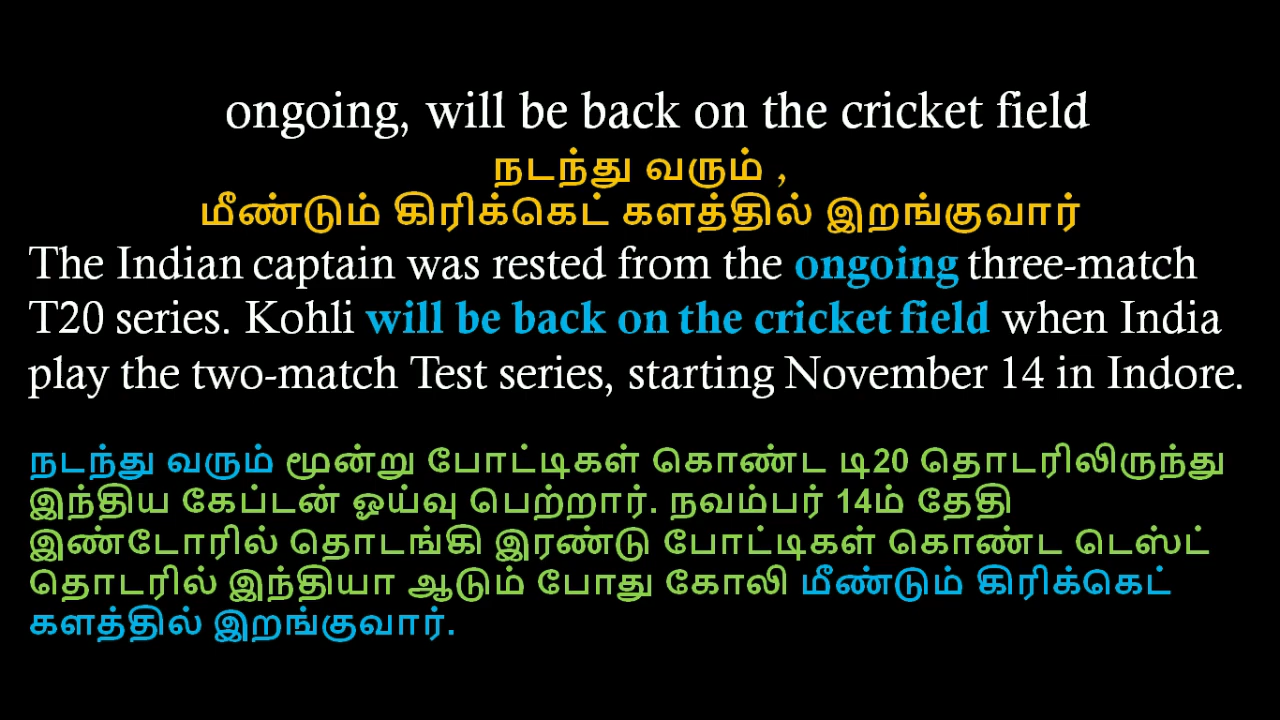 ongoing, will be back on the cricket field
நடந்து வரும் ,
மீண்டும் கிரிக்கெட் களத்தில் இறங்குவார்
The Indian captain was rested from the ongoing three-match
T20 series. Kohli will be back on the cricket field when India
play the two-match Test series, starting November 14 in Indore.
நடந்து வரும் மூன்று போட்டிகள் கொண்ட டி20 தொடரிலிருந்து
இந்திய கேப்டன் ஓய்வு பெற்றார். நவம்பர் 14ம் தேதி
இண்டோரில் தொடங்கி இரண்டு போட்டிகள் கொண்ட டெஸ்ட்
தொடரில் இந்தியா ஆடும் போது கோலி மீண்டும் கிரிக்கெட்
களத்தில் இறங்குவார்.